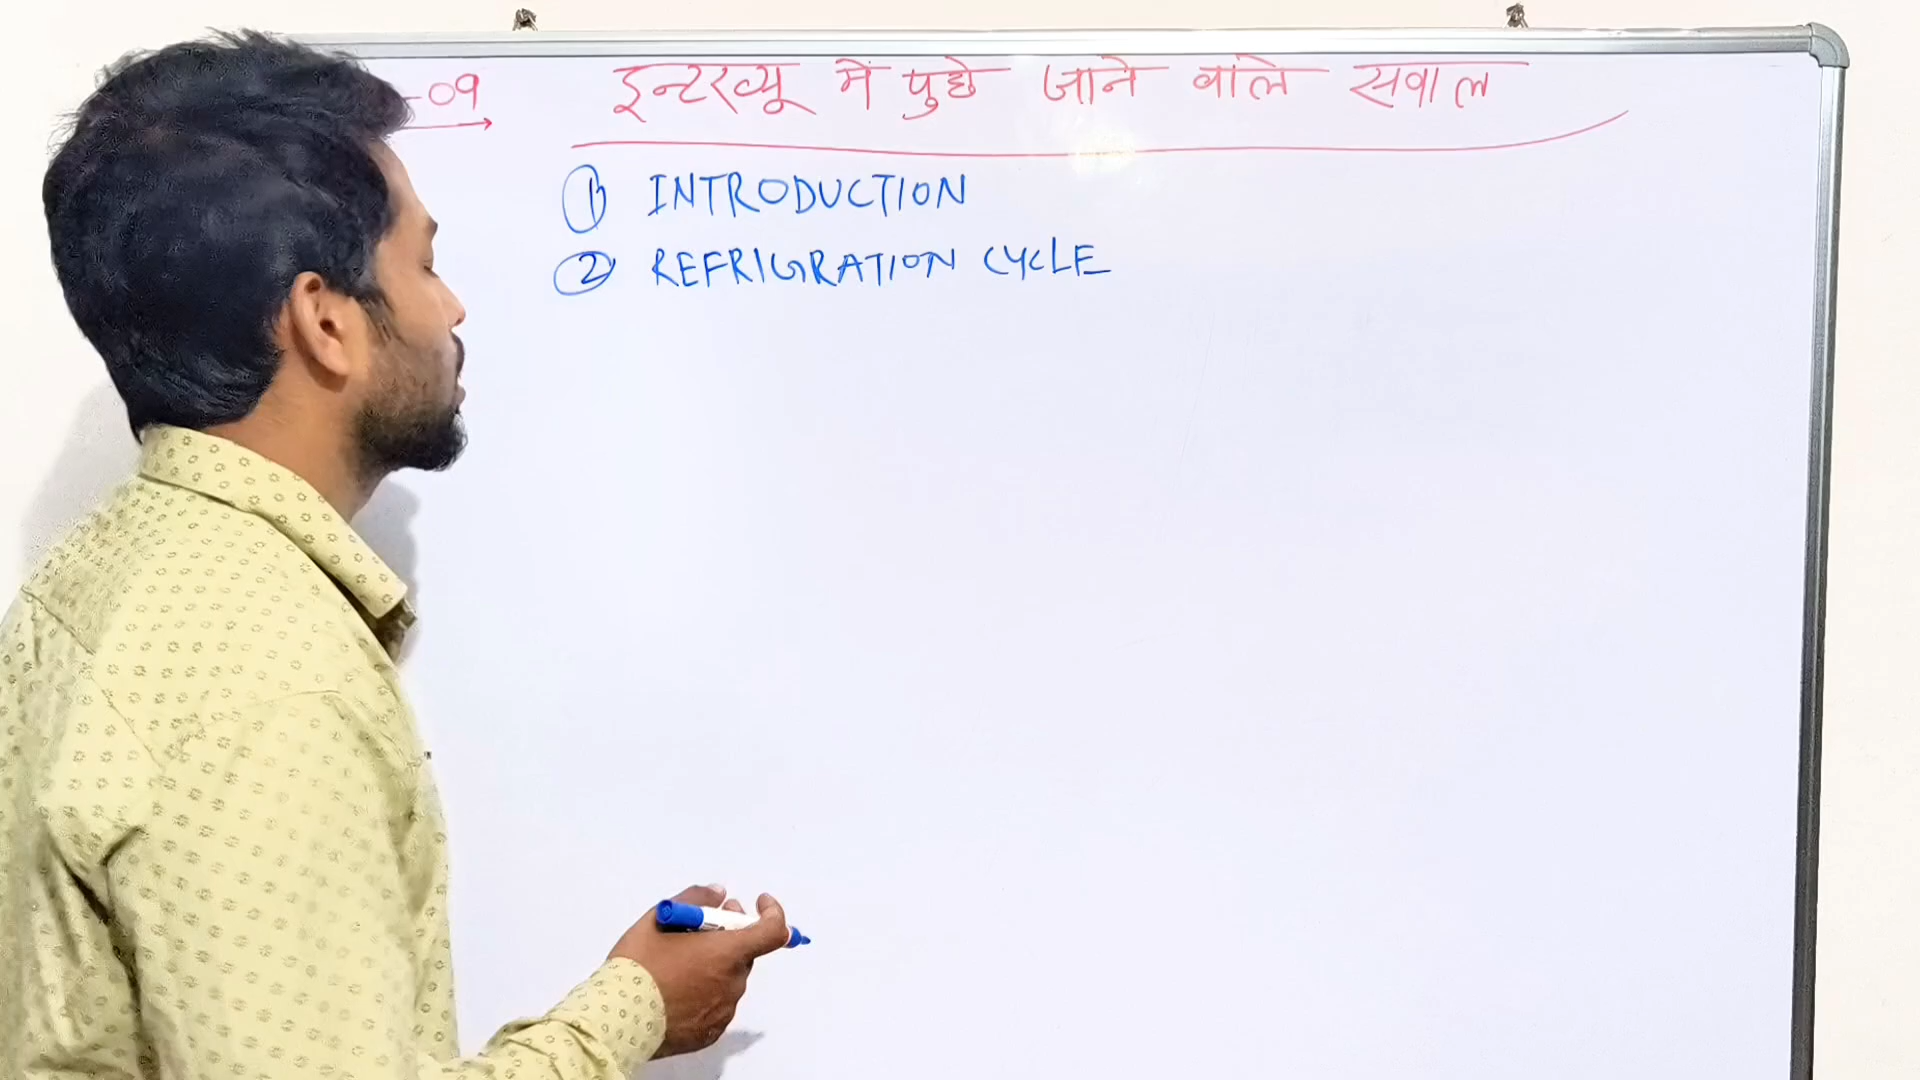 -09 इन्टरव्यू में पुछे जाने वाले सवाल
① INTRODUCTION
② REFRIGRATION CYCLE